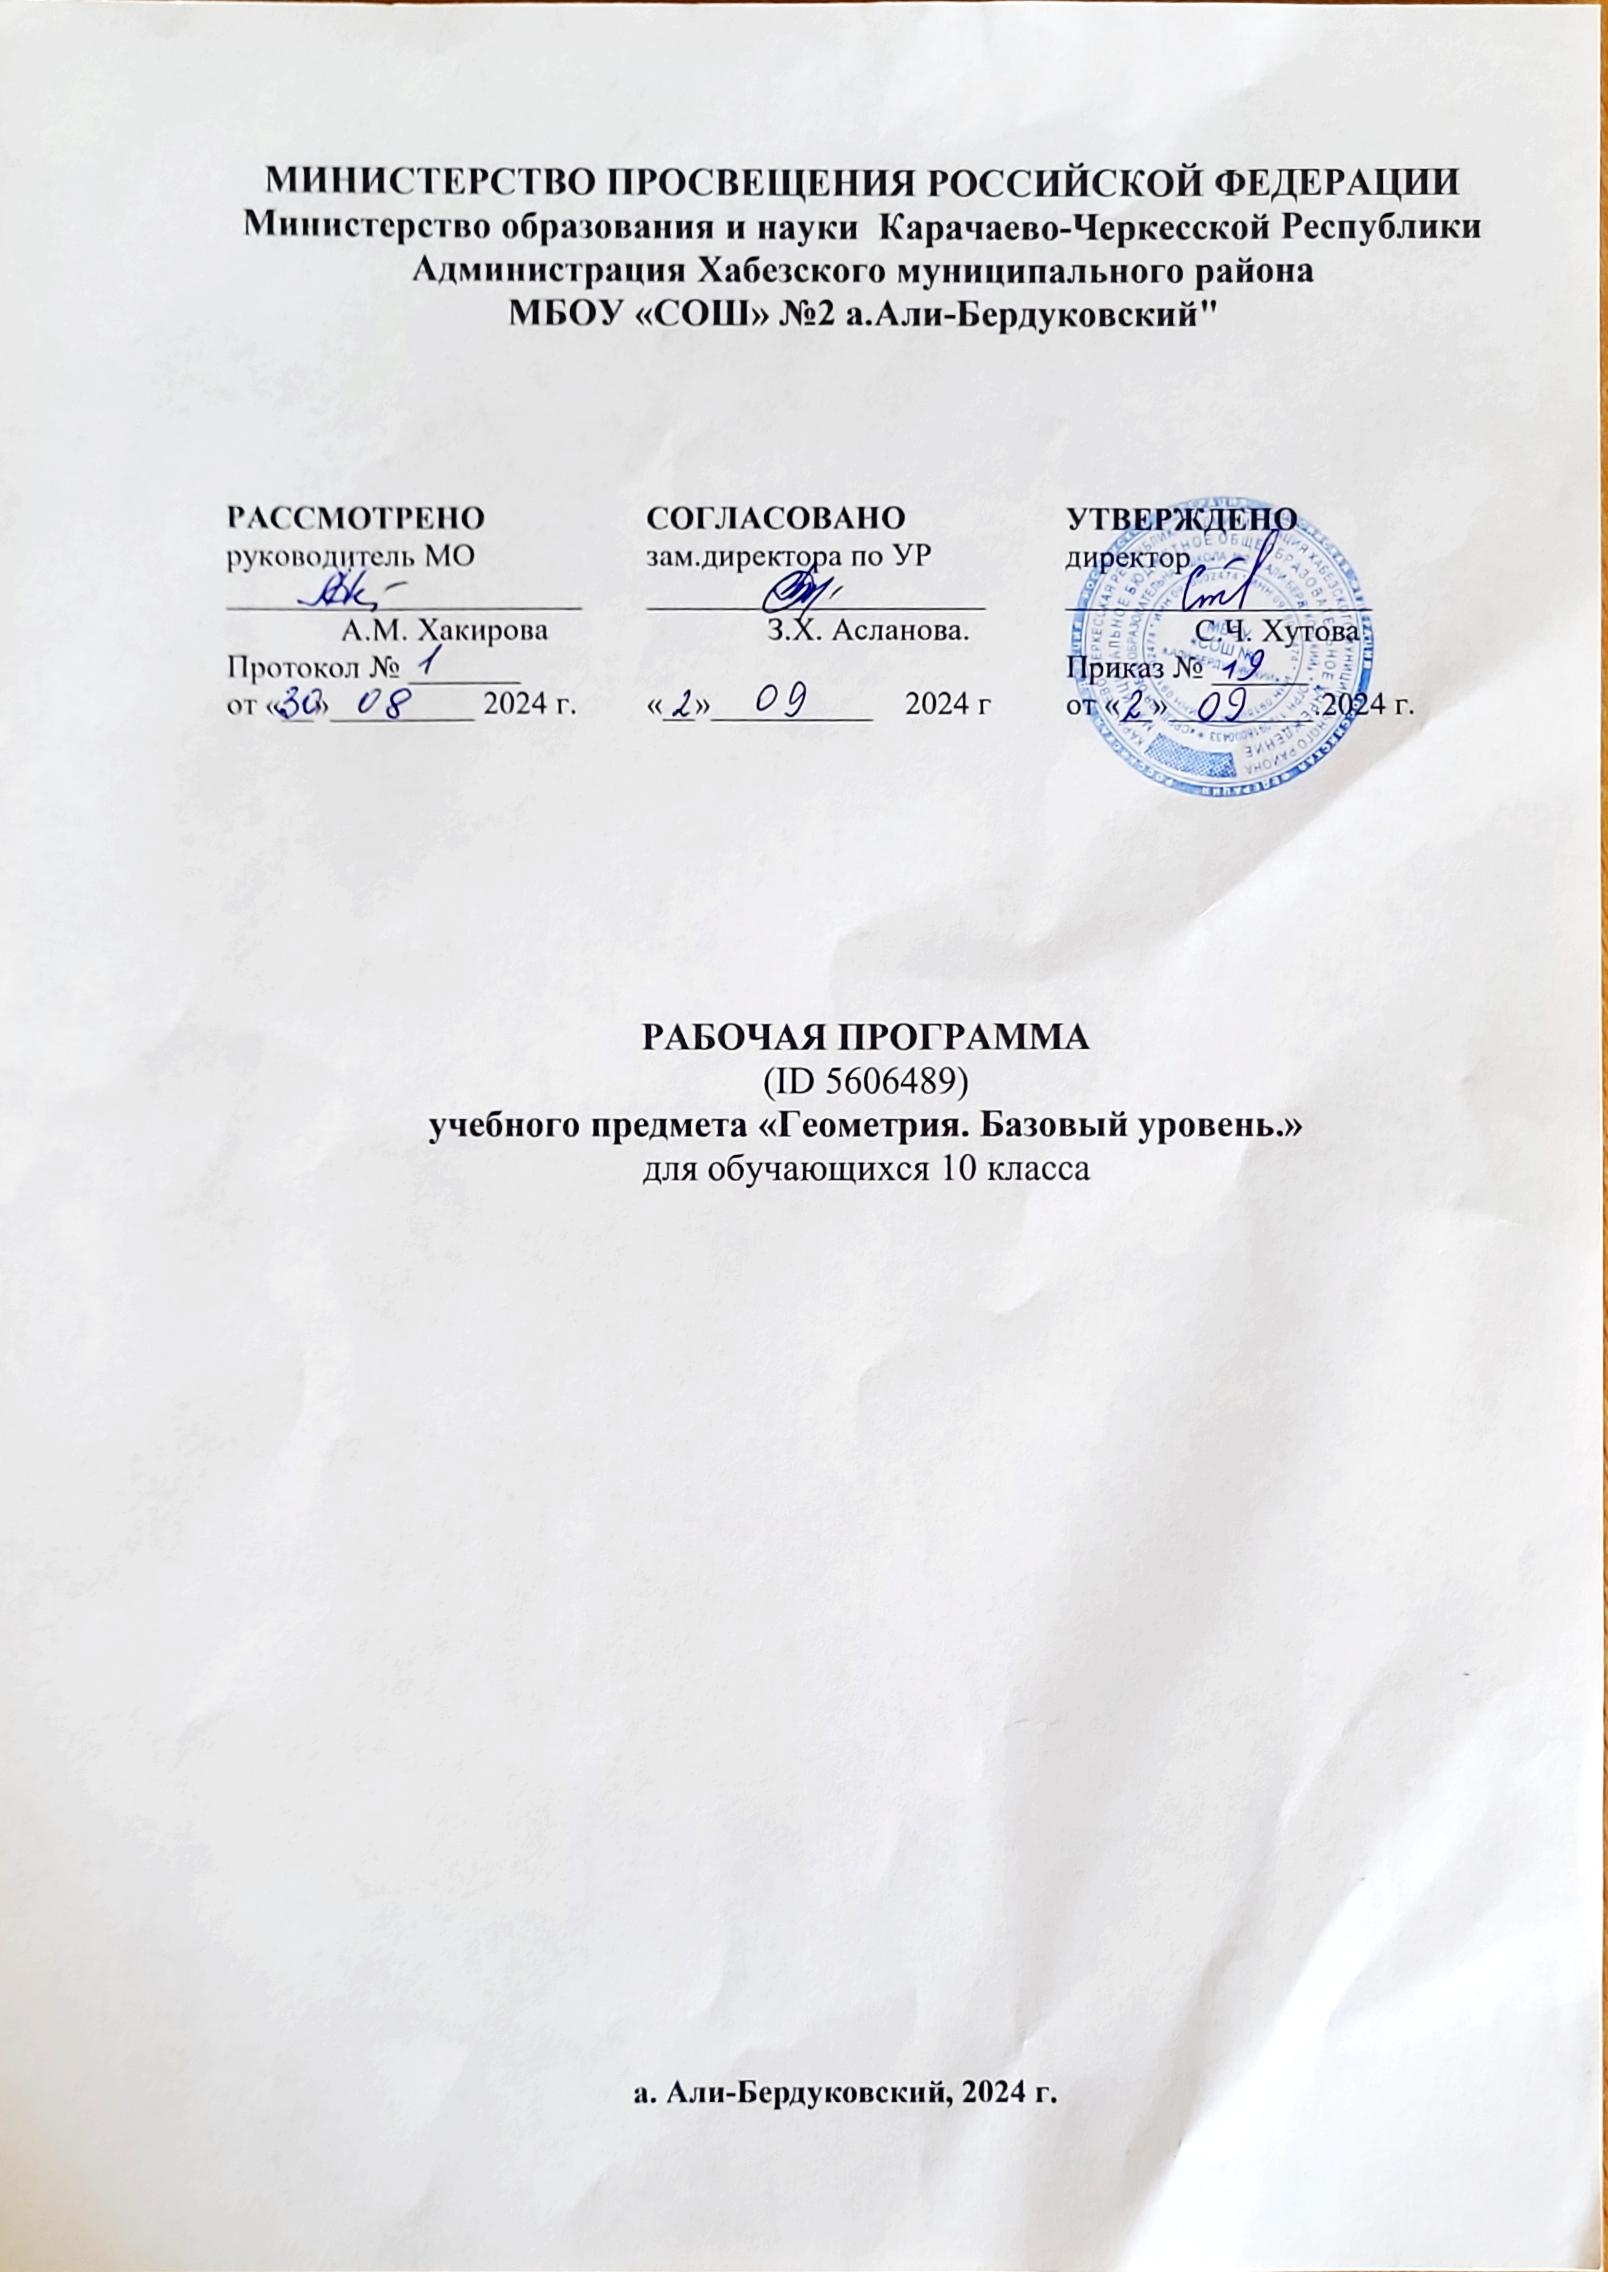 МИНИСТЕРСТВО ПРОСВЕЩЕНИЯ РОССИЙСКОЙ ФЕДЕРАЦИИ
Министерство образования и науки Карачаево-Черкесской Республики
Администрация Хабезского муниципального района
МБОУ «СОШ» №2 а.Али-Бердуковский"
РАССМОТРЕНО
руководитель МО
А.М. Хакирова
Протокол № 1
от «30» 08 2024 г.
СОГЛАСОВАНО
зам.директора по УР
З.Х. Асланова.
«2» 09 2024 г
УТВЕРЖДЕНО
директор
С.Ч. Хутова
Приказ № 19
от «2» 09 .2024 г.
РАБОЧАЯ ПРОГРАММА
(ID 5606489)
учебного предмета «Геометрия. Базовый уровень.»
для обучающихся 10 класса
а. Али-Бердуковский, 2024 г.